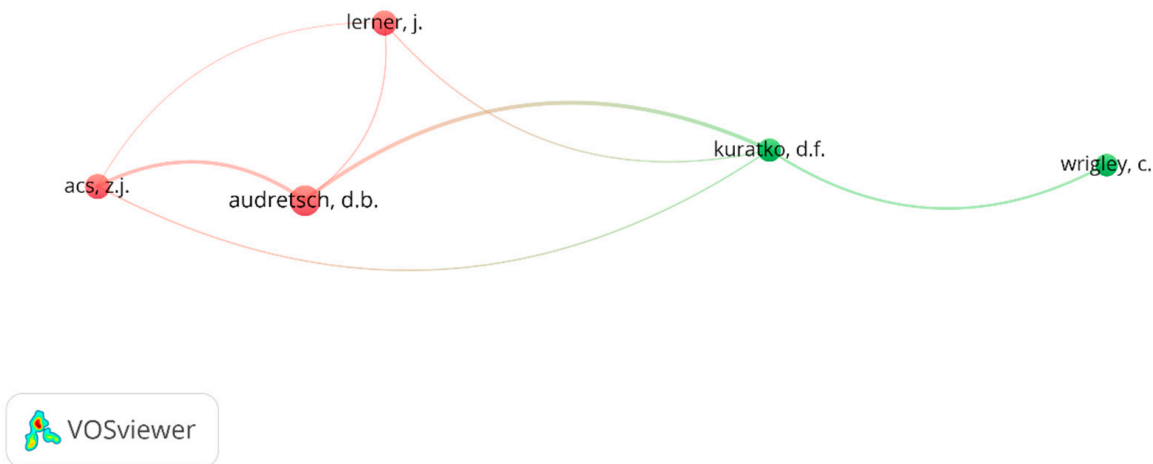 lerner, j.
kuratko, d.f.
wrigley, c.
acs, z.j.
audretsch, d.b.
VOSviewer